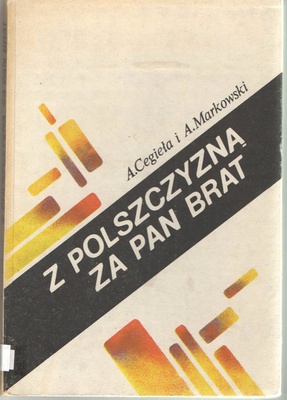 A. Cegieła i A. Markowski
Z POLSZCZYZNĄ
ZA PAN BRAT